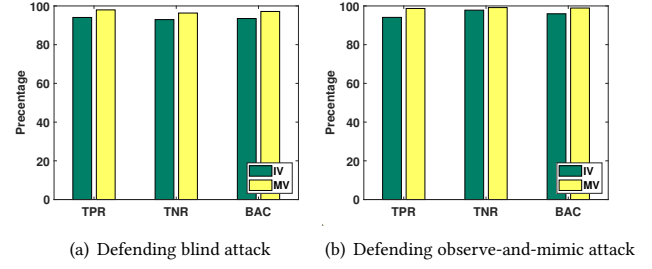 100
80
60
40
20
0
Precentage
TPR
TNR
BAC
IV
MV
(a) Defending blind attack
100
80
60
40
20
0
Precentage
TPR
TNR
BAC
IV
MV
(b) Defending observe-and-mimic attack